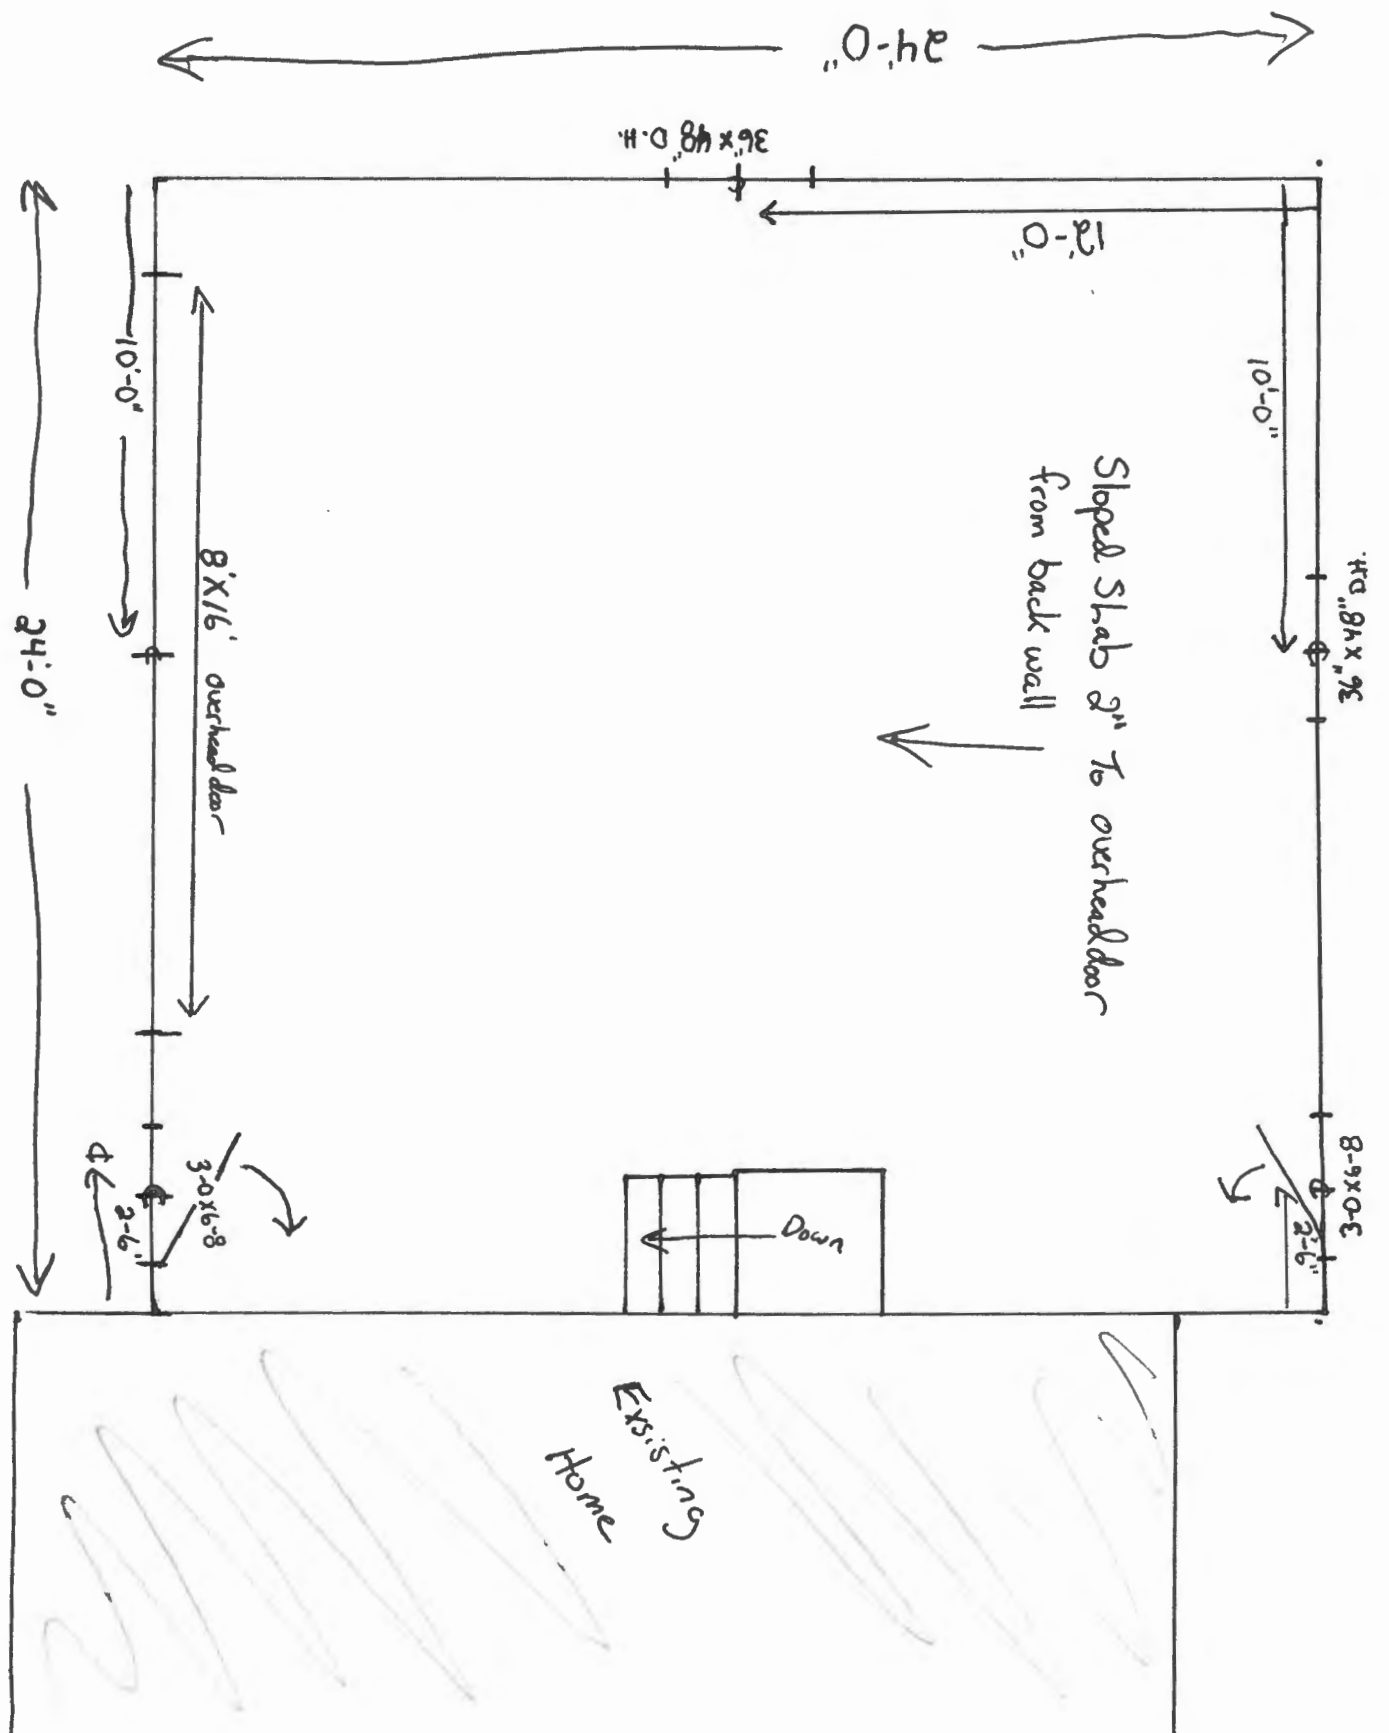 24'-0"
36" x 48" D.H.
12'-0"
10'-0"
10'-0"
36" x 48" D.H.
Sloped Slab 2" To overhead door
from back wall
8'X16' overhead door
24'-0"
3-0x6-8
2'-6"
3-0x6-8
2'-6"
Down
Exsisting
Home